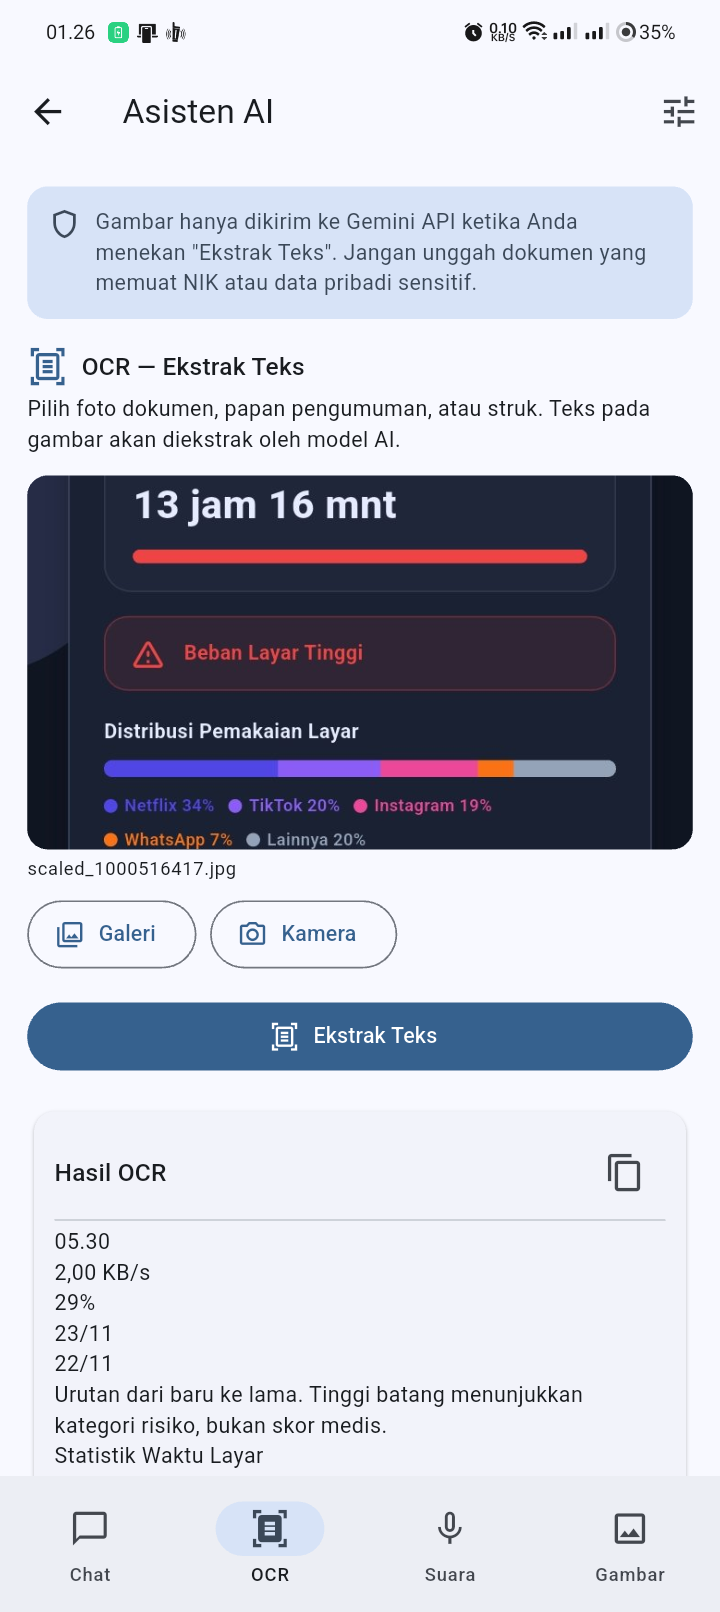 01.26
0.10
KB/S
35%
Asisten AI
Gambar hanya dikirim ke Gemini API ketika Anda
menekan "Ekstrak Teks". Jangan unggah dokumen yang
memuat NIK atau data pribadi sensitif.
OCR — Ekstrak Teks
Pilih foto dokumen, papan pengumuman, atau struk. Teks pada
gambar akan diekstrak oleh model AI.
13 jam 16 mnt
Beban Layar Tinggi
Distribusi Pemakaian Layar
Netflix 34% TikTok 20% Instagram 19%
WhatsApp 7% Lainnya 20%
scaled_1000516417.jpg
Galeri Kamera
Ekstrak Teks
Hasil OCR
05.30
2,00 KB/s
29%
23/11
22/11
Urutan dari baru ke lama. Tinggi batang menunjukkan
kategori risiko, bukan skor medis.
Statistik Waktu Layar
Chat OCR Suara Gambar